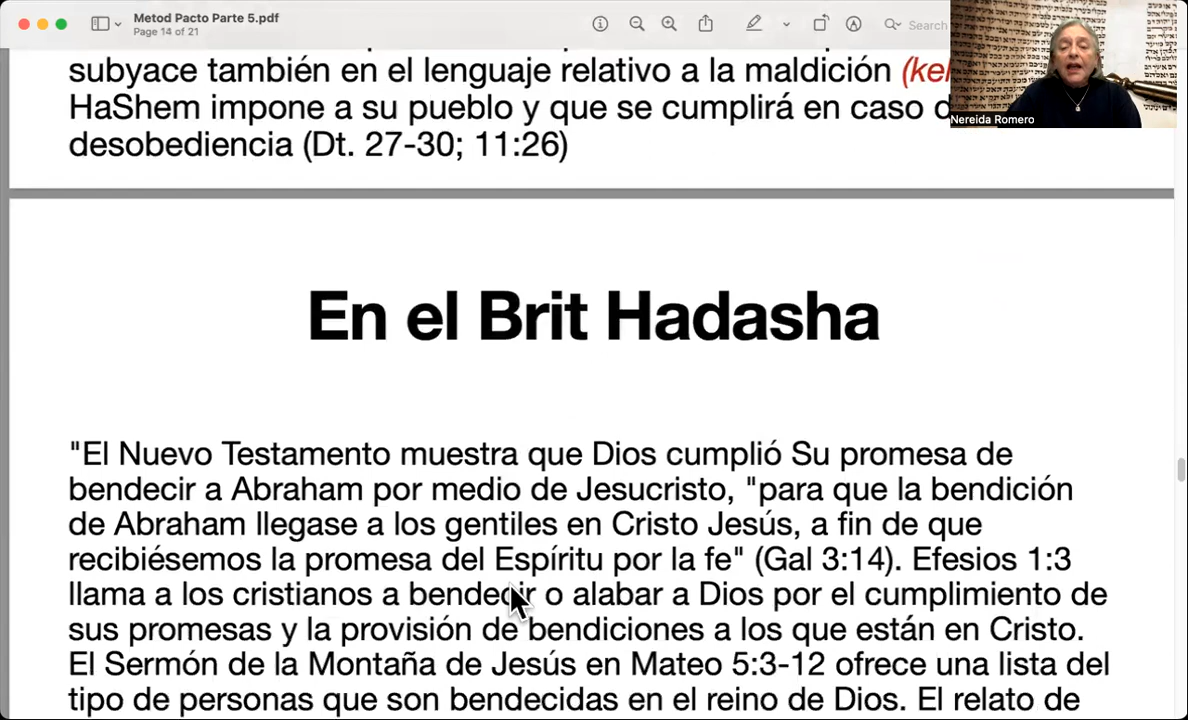 Metod Pacto Parte 5.pdf
Page 14 of 21
Search
Nereida Romero
subyace también en el lenguaje relativo a la maldición
HaShem impone a su pueblo y que se cumplirá en caso
desobediencia (Dt. 27-30; 11:26)
En el Brit Hadasha
"El Nuevo Testamento muestra que Dios cumplió Su promesa de
bendecir a Abraham por medio de Jesucristo, "para que la bendición
de Abraham llegase a los gentiles en Cristo Jesús, a fin de que
recibiésemos la promesa del Espíritu por la fe" (Gal 3:14). Efesios 1:3
llama a los cristianos a bendecir o alabar a Dios por el cumplimiento de
sus promesas y la provisión de bendiciones a los que están en Cristo.
El Sermón de la Montaña de Jesús en Mateo 5:3-12 ofrece una lista del
tipo de personas que son bendecidas en el reino de Dios. El relato de